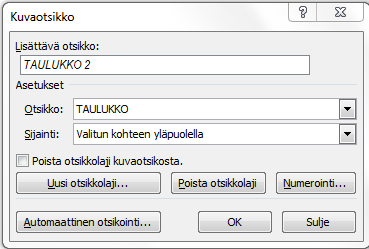 Kuvaotsikko
Lisättävä otsikko:
TAULUKKO 2
Asetukset
Otsikko: TAULUKKO
Sijainti: Valitun kohteen yläpuolella
Poista otsikkolaji kuvaotsikosta.
Uusi otsikkolaji... Poista otsikkolaji Numerointi...
Automaattinen otsikointi... OK Sulje